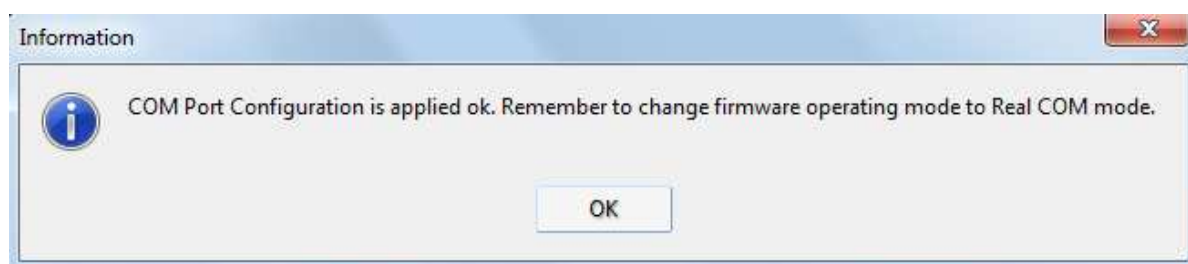 Information
COM Port Configuration is applied ok. Remember to change firmware operating mode to Real COM mode.
OK